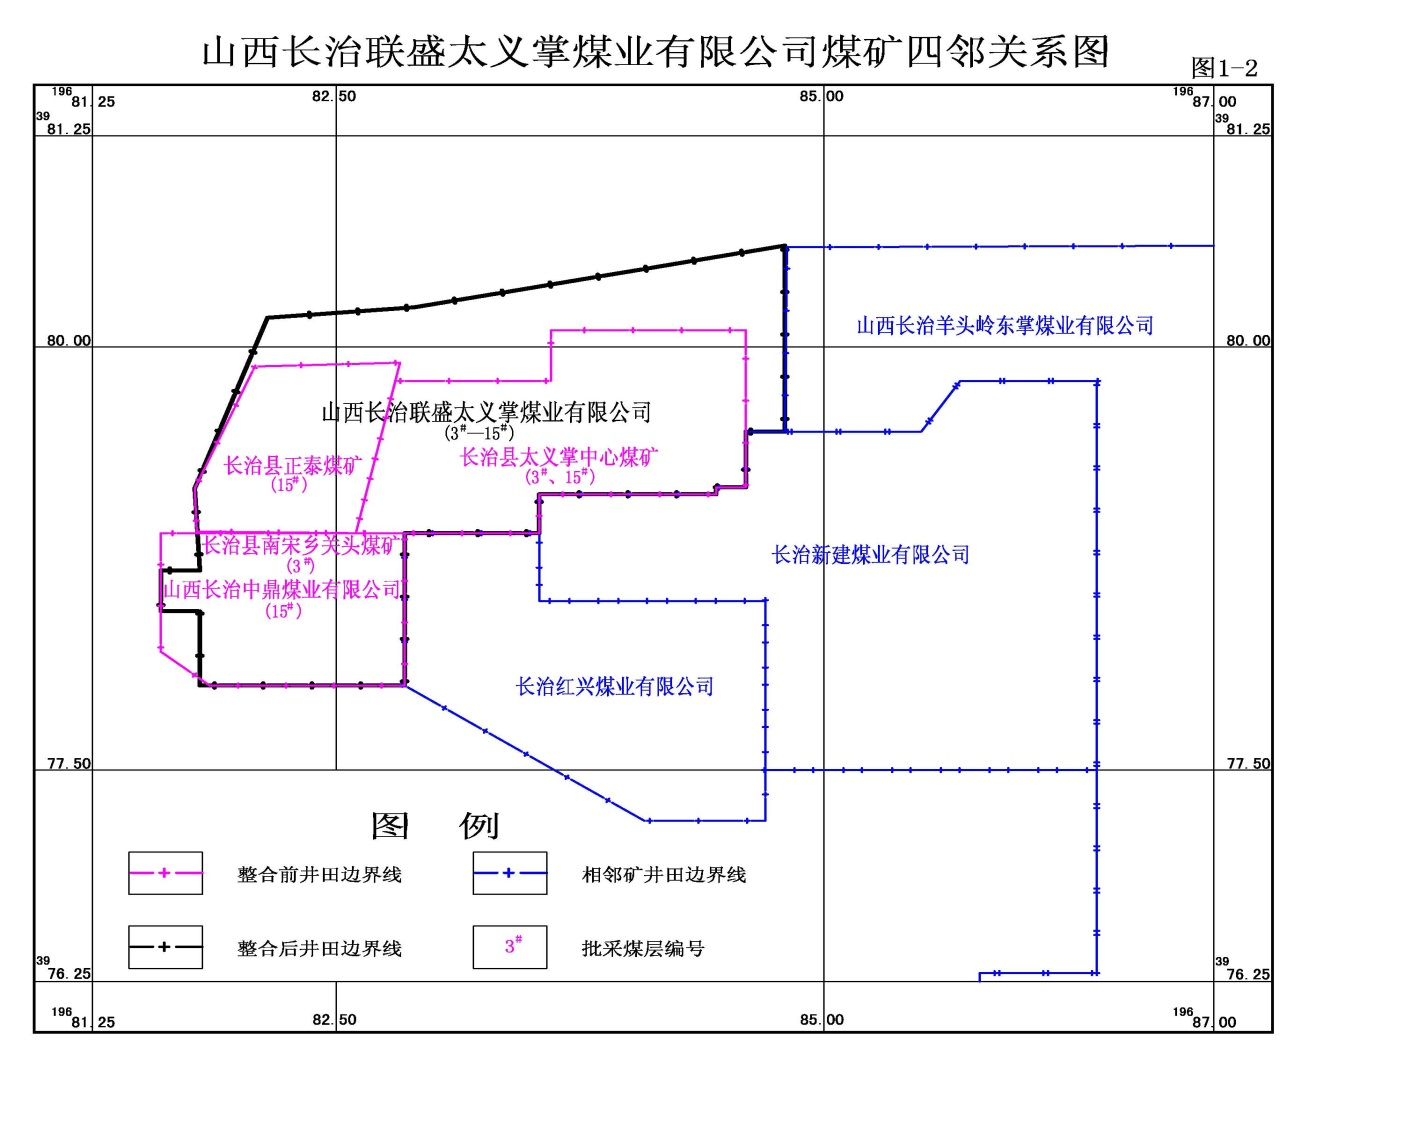 山西长治联盛太义掌煤业有限公司煤矿四邻关系图
图1-2
196
81.25
82.50
85.00
196
87.00
39
81.25
39
81.25
山西长治羊头岭东掌煤业有限公司
80.00
80.00
山西长治联盛太义掌煤业有限公司
(3#—15#)
长治县正泰煤矿
(15#)
长治县太义掌中心煤矿
(3#、15#)
长治县南宋乡关头煤矿
(3#)
长治新建煤业有限公司
山西长治中鼎煤业有限公司
(15#)
长治红兴煤业有限公司
77.50
77.50
图 例
整合前井田边界线
相邻矿井田边界线
整合后井田边界线
3#
批采煤层编号
39
76.25
39
76.25
196
81.25
82.50
85.00
196
87.00